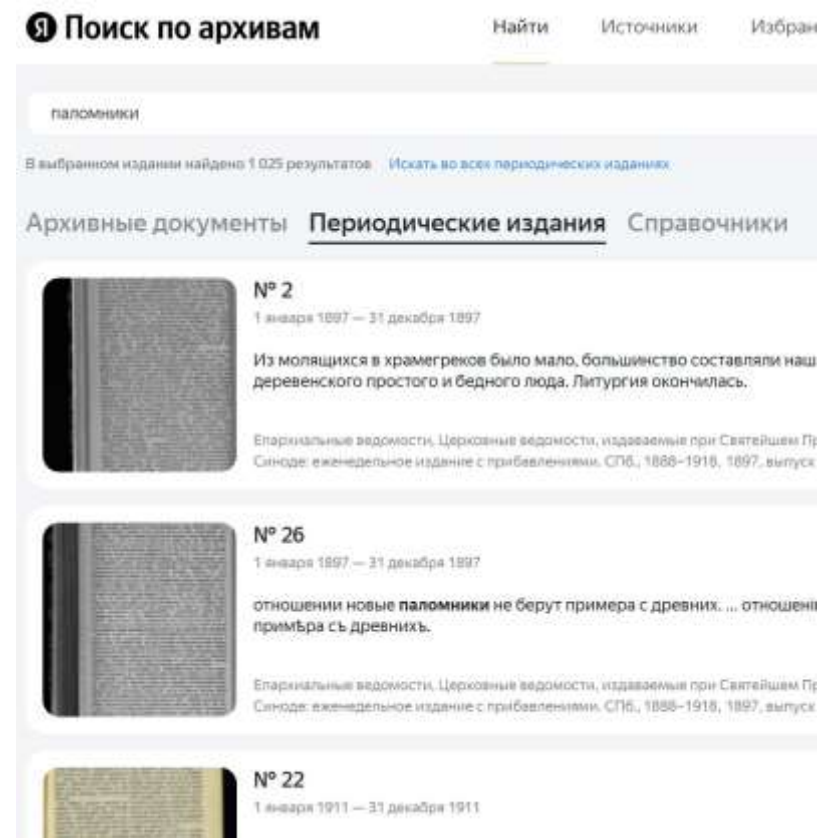 Я Поиск по архивам
Найти Источники Избран
паломники
В выбранном издании найдено 1 025 результатов Искать во всех периодических изданиях
Архивные документы Периодические издания Справочники
№ 2
1 января 1897 — 31 декабря 1897
Из молящихся в храмегреков было мало, большинство составляли наш
деревенского простого и бедного люда. Литургия окончилась.
Епархиальные ведомости, Церковные ведомости, издаваемые при Святейшем Пр
Синоде: еженедельное издание с прибавлениями. СПб., 1888–1918, 1897, выпуск
№ 26
1 января 1897 — 31 декабря 1897
отношении новые паломники не берут примера с древних. ... отношені
примѣра съ древнихъ.
Епархиальные ведомости, Церковные ведомости, издаваемые при Святейшем Пр
Синоде: еженедельное издание с прибавлениями. СПб., 1888–1918, 1897, выпуск
№ 22
1 января 1911 — 31 декабря 1911